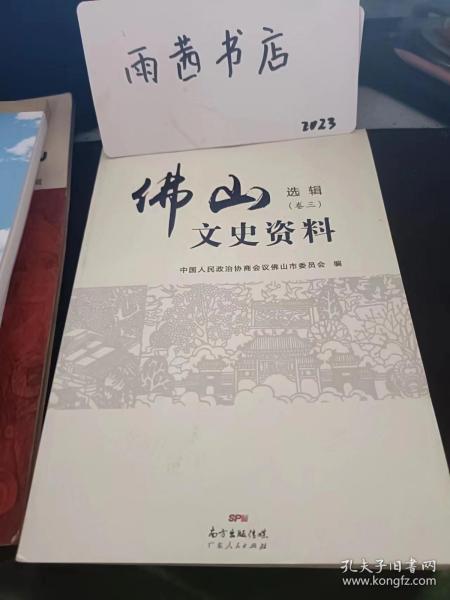 雨茜书店
2023
佛山
选辑
（卷三）
文史资料
中国人民政治协商会议佛山市委员会 编
SPM
南方出版传媒
广东人民出版社
孔夫子旧书网
www.kongfz.com